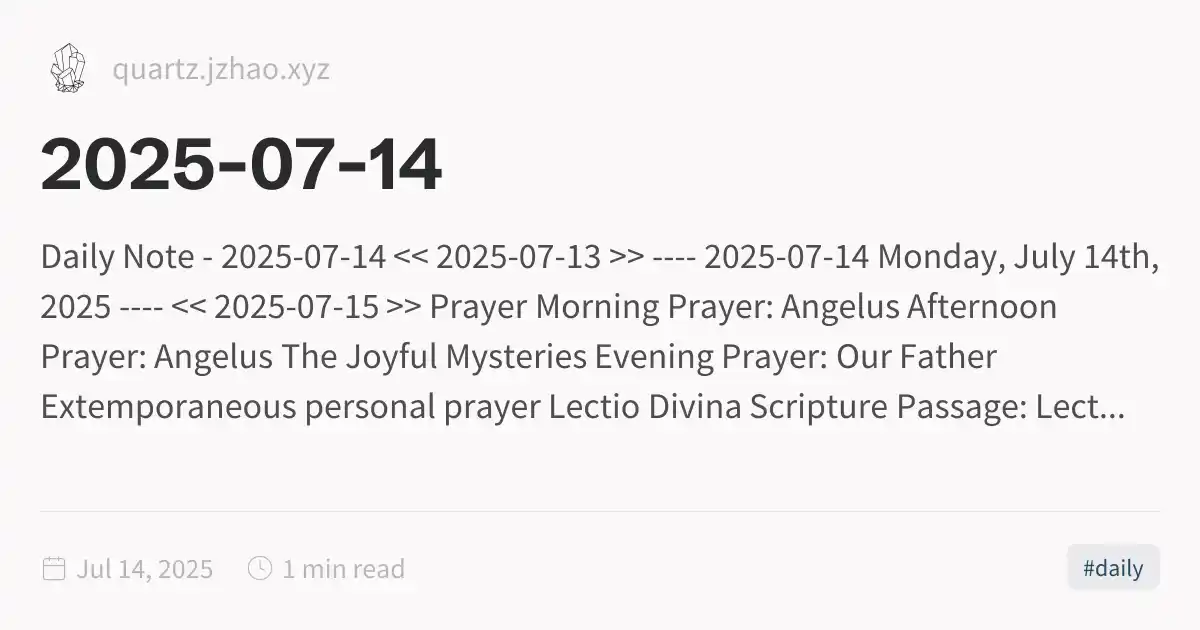 quartz.jzhao.xyz
2025-07-14
Daily Note - 2025-07-14 << 2025-07-13 >> ---- 2025-07-14 Monday, July 14th,
2025 ---- << 2025-07-15 >> Prayer Morning Prayer: Angelus Afternoon
Prayer: Angelus The Joyful Mysteries Evening Prayer: Our Father
Extemporaneous personal prayer Lectio Divina Scripture Passage: Lect...
Jul 14, 2025
1 min read
#daily